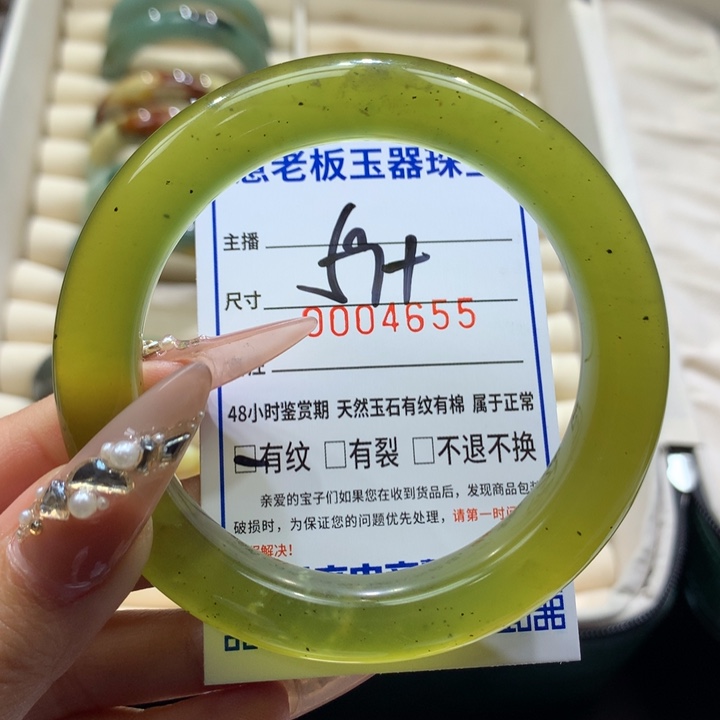 老板玉器珠
主播
尺寸
0004655
48小时鉴赏期 天然玉石有纹有棉 属于正常
□有纹 □有裂 □不退不换
亲爱的宝子们如果您在收到货品后，发现商品包
破损时，为保证您的问题优先处理，请第一时
解决！